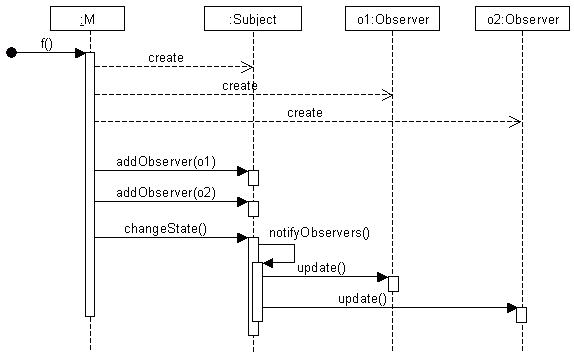 :M
:Subject
o1:Observer
o2:Observer
f()
create
create
create
addObserver(o1)
addObserver(o2)
changeState()
notifyObservers()
update()
update()